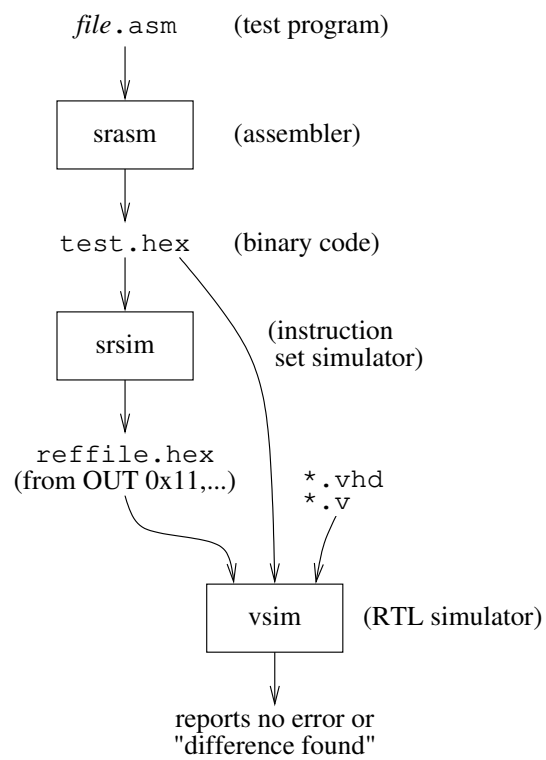 file.asm (test program)
srasm (assembler)
test.hex (binary code)
(instruction
set simulator)
srsim
reffile.hex
(from OUT 0x11,...)
*.vhd
*.v
vsim (RTL simulator)
reports no error or
"difference found"